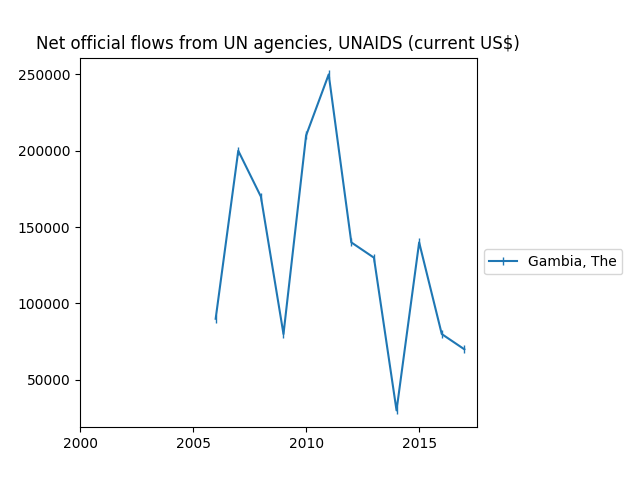 Net official flows from UN agencies, UNAIDS (current US$)
250000
200000
150000
100000
50000
2000 2005 2010 2015
Gambia, The